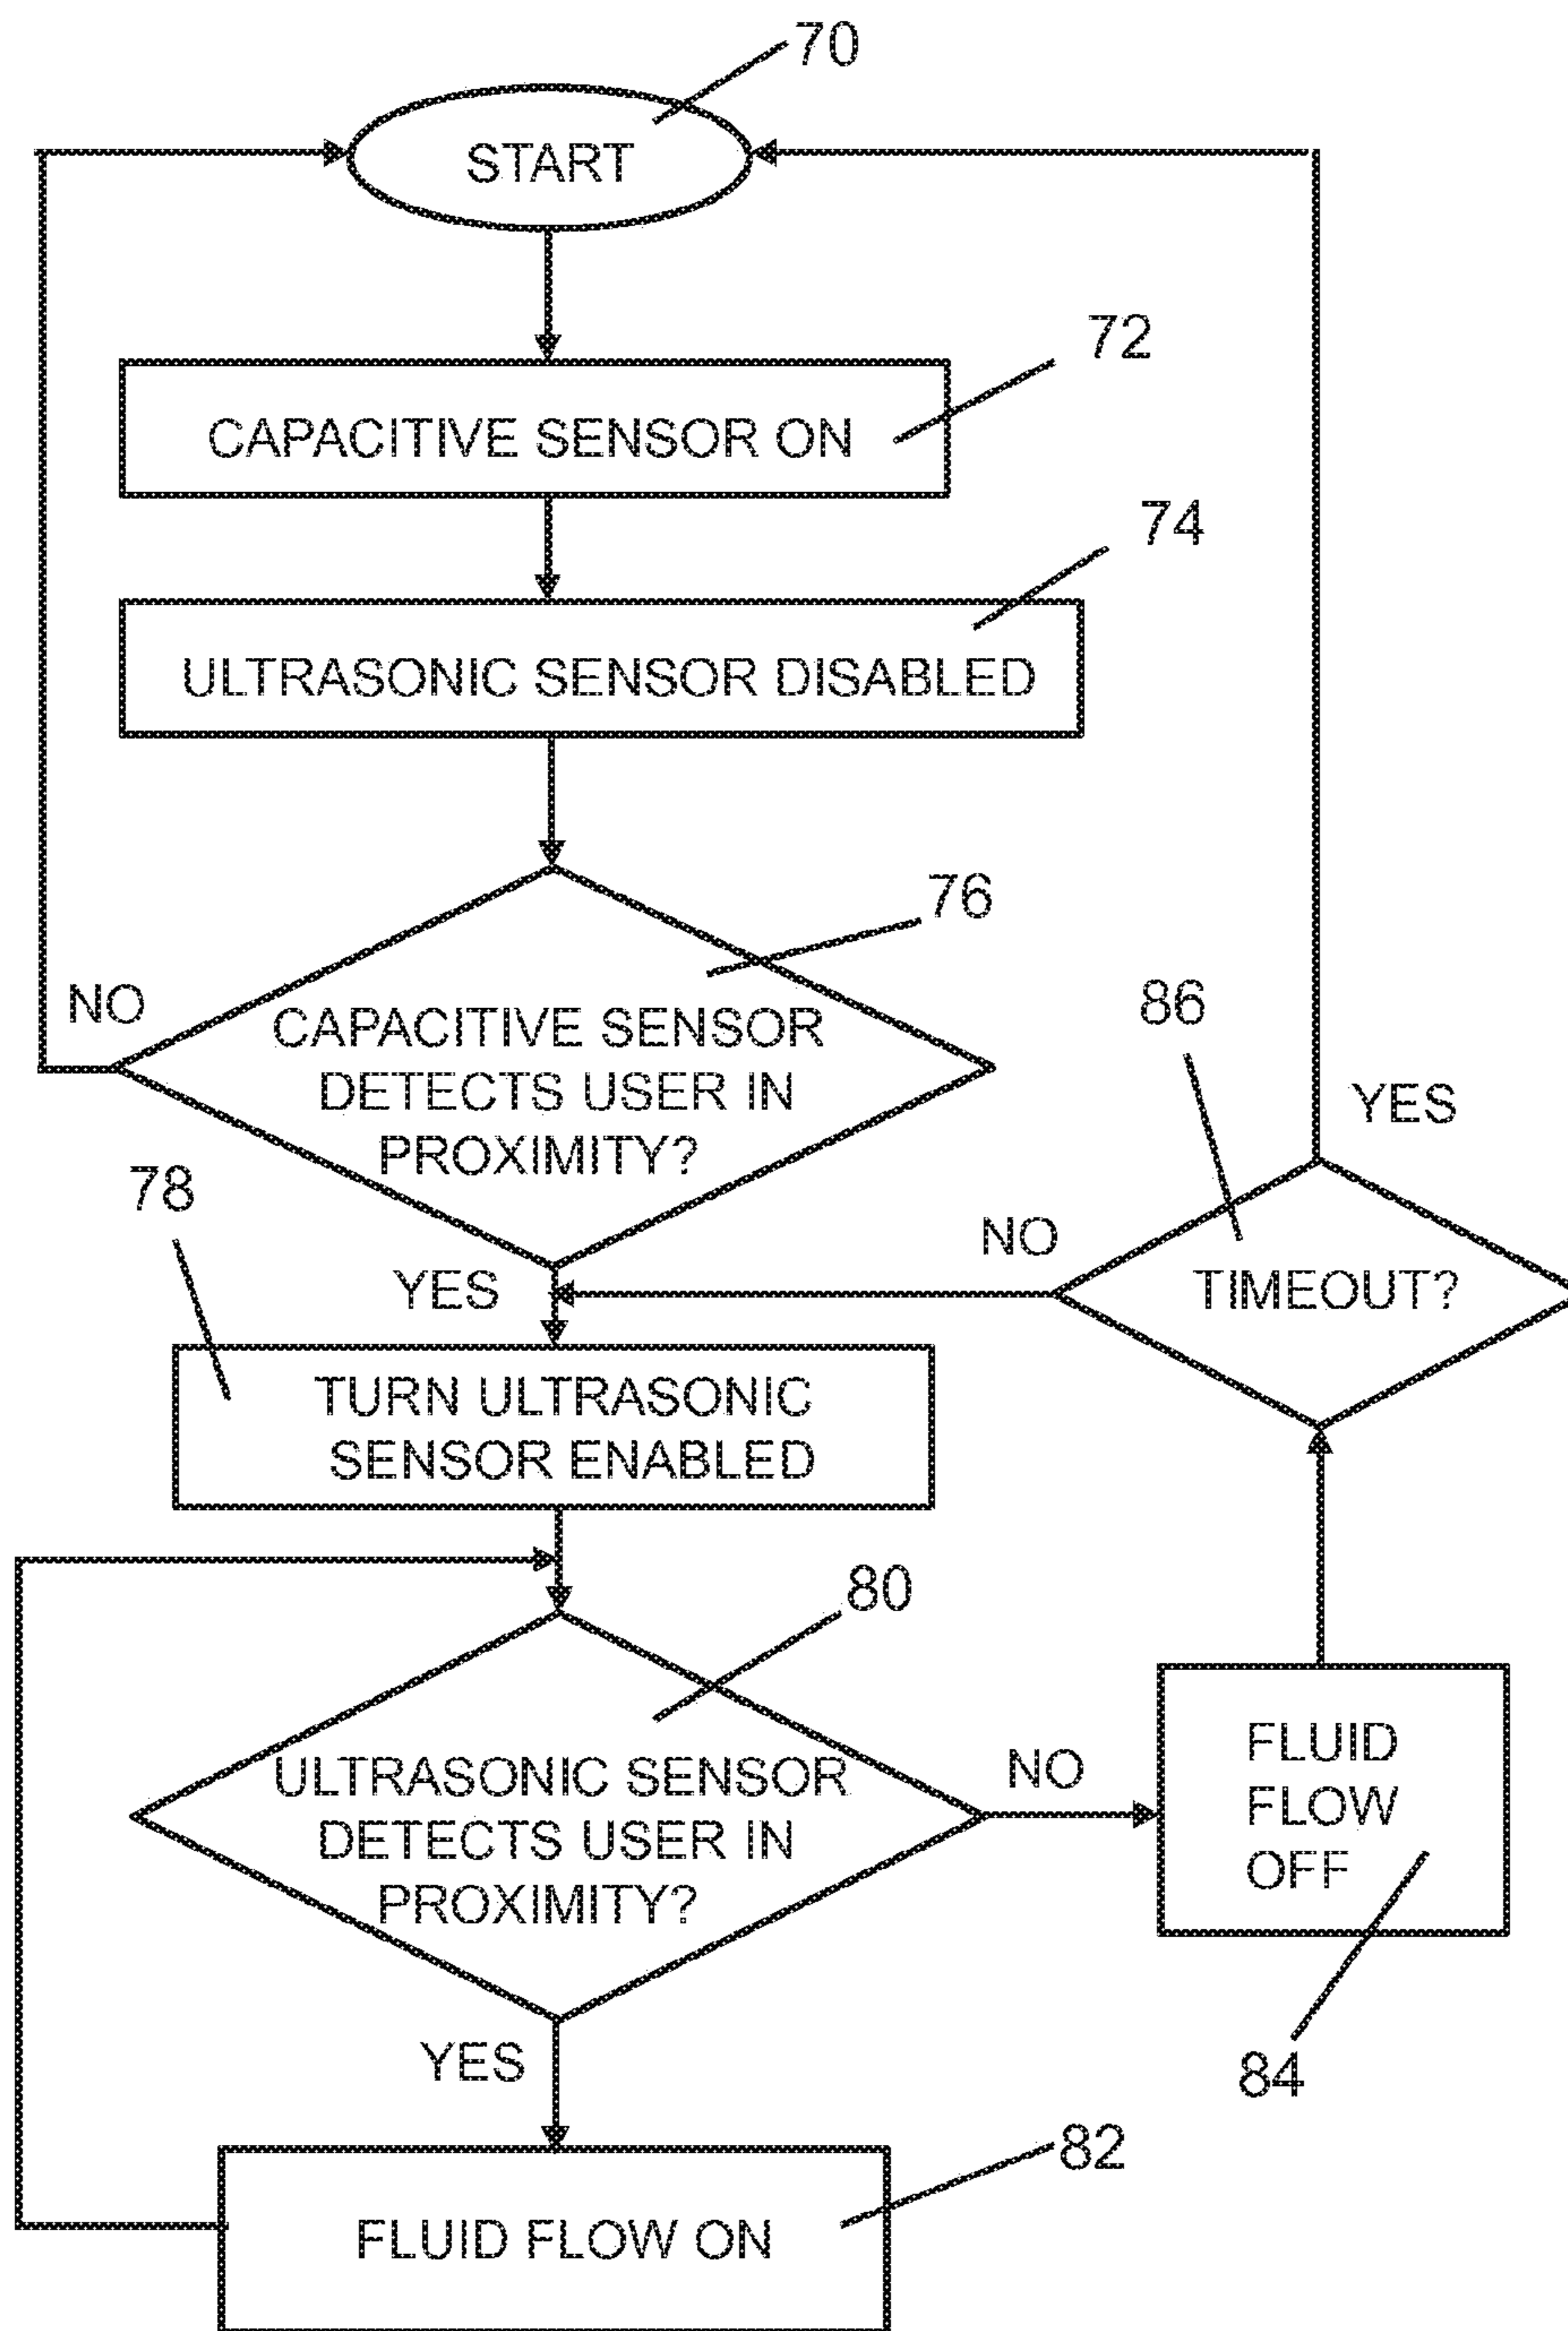 70
START
72
CAPACITIVE SENSOR ON
74
ULTRASONIC SENSOR DISABLED
76
NO
CAPACITIVE SENSOR
DETECTS USER IN
PROXIMITY?
86
YES
78
NO
TIMEOUT?
YES
TURN ULTRASONIC
SENSOR ENABLED
80
ULTRASONIC SENSOR
DETECTS USER IN
PROXIMITY?
NO
FLUID
FLOW
OFF
YES
84
82
FLUID FLOW ON